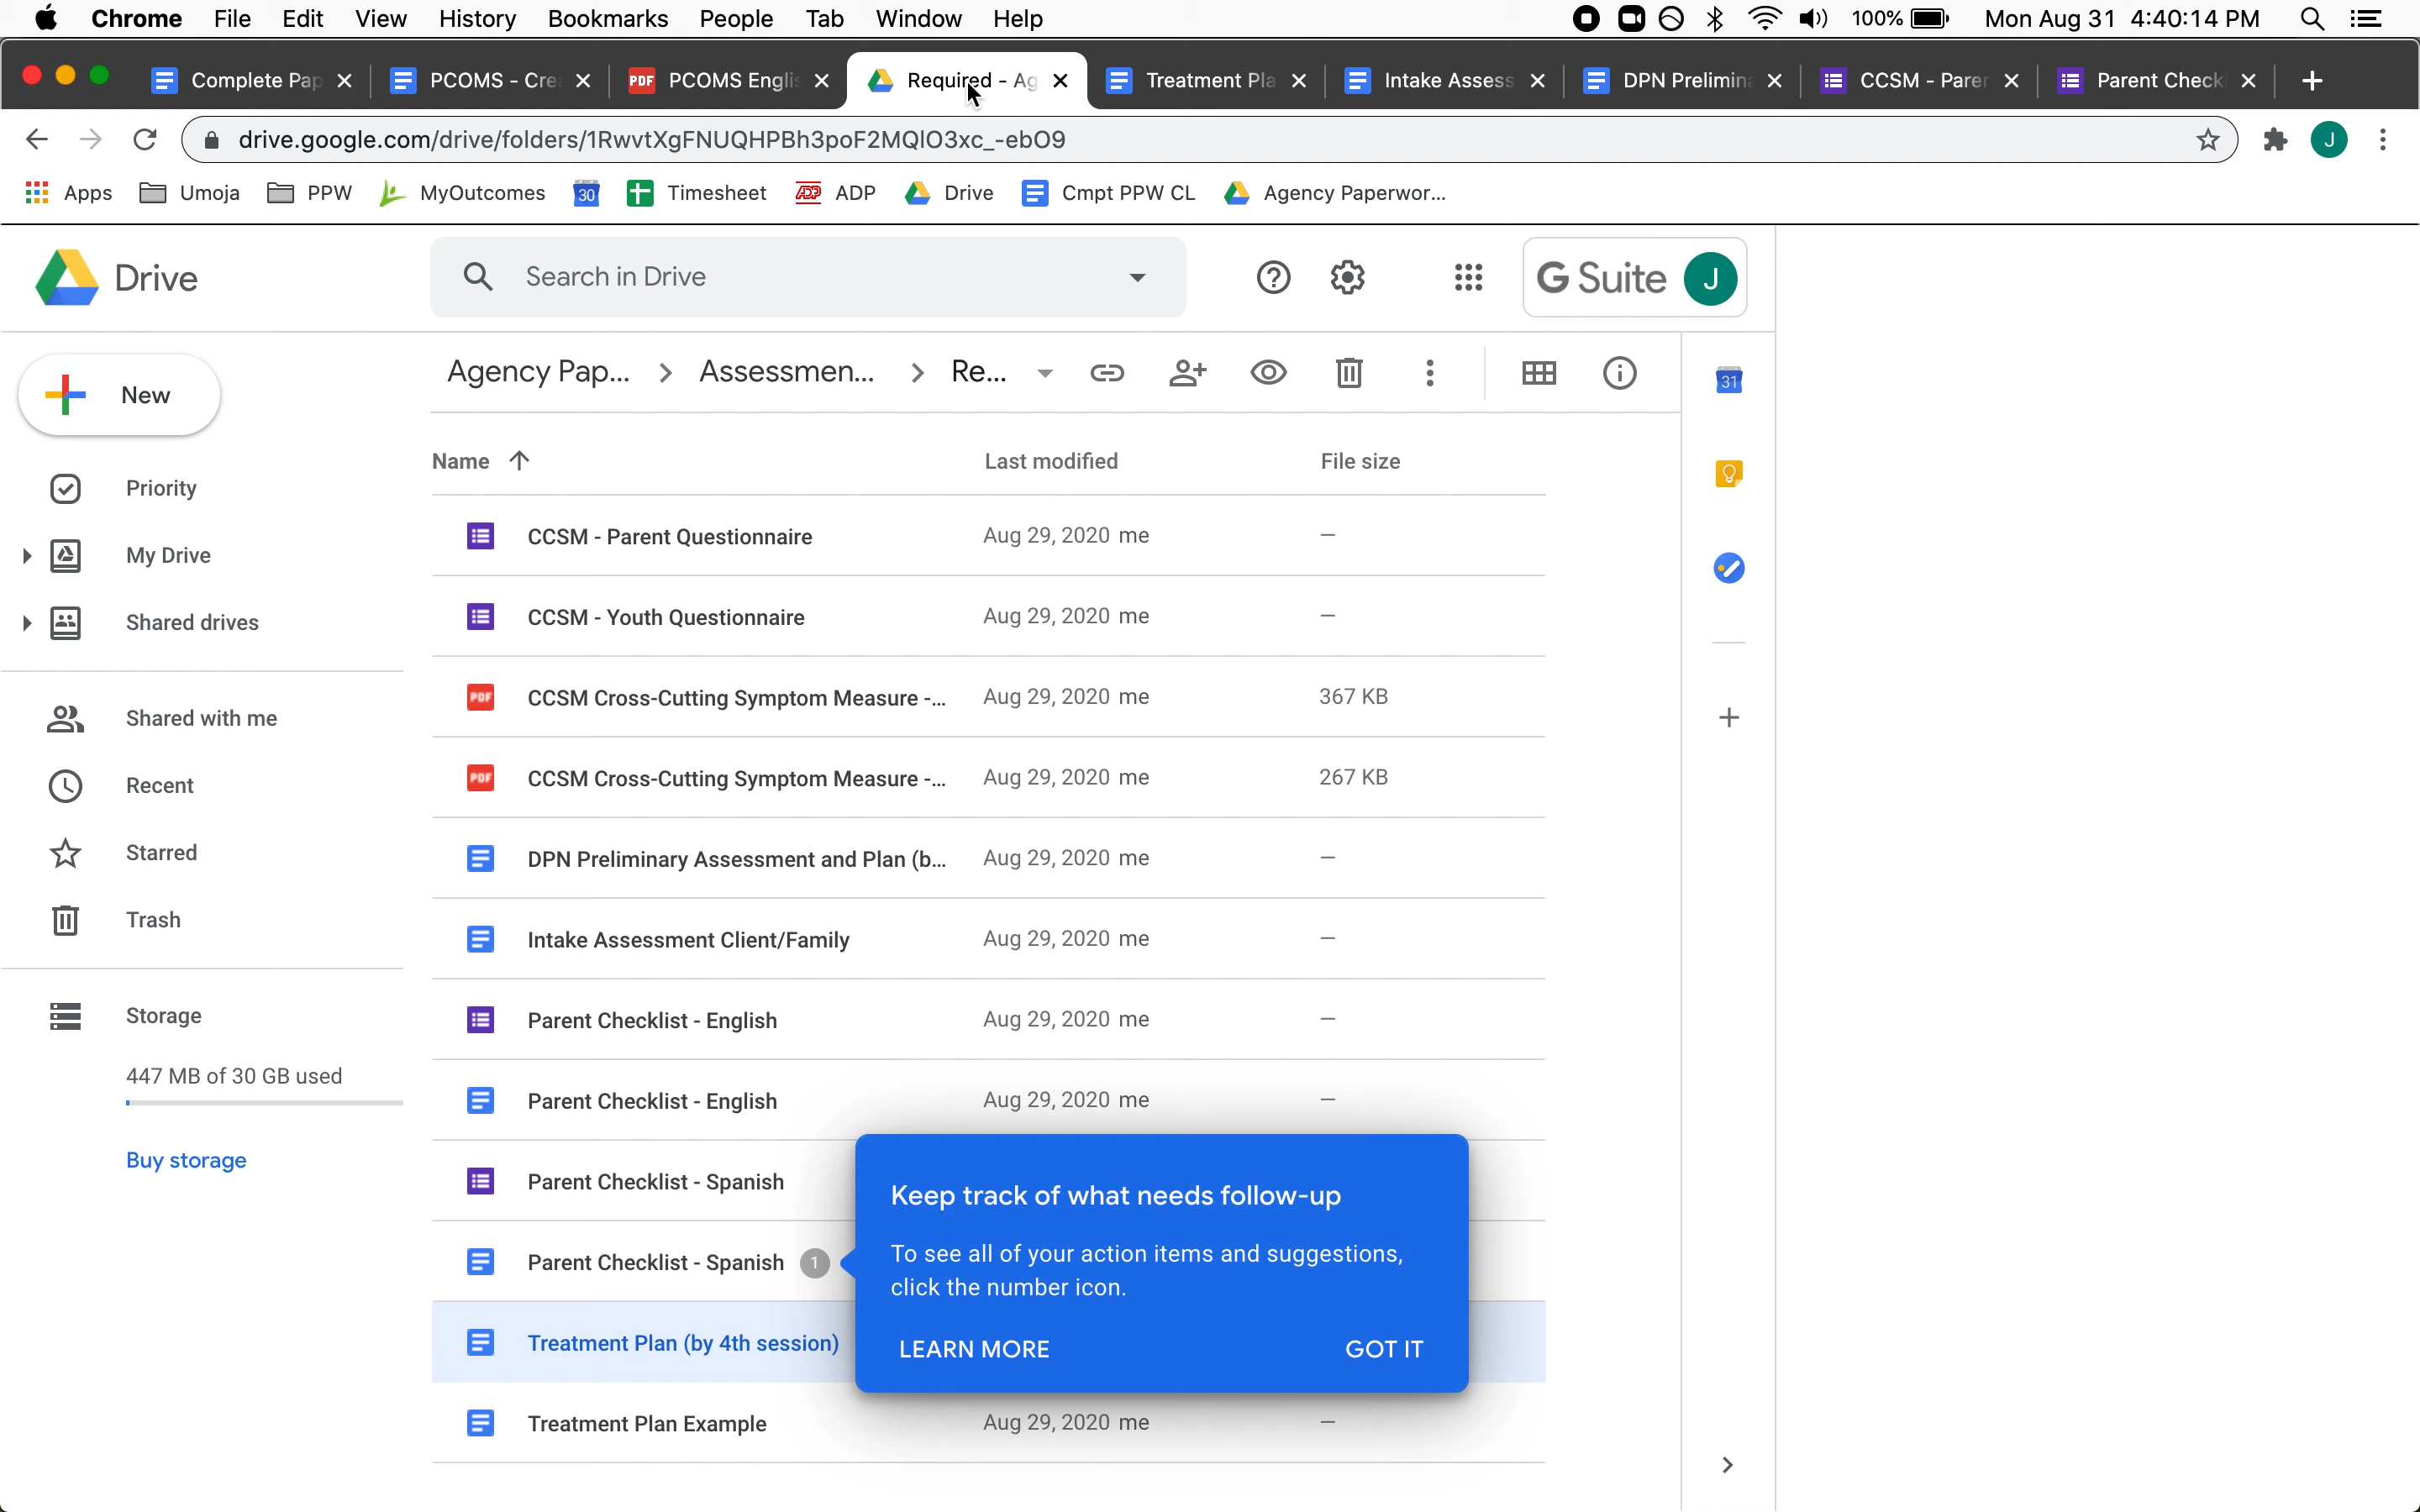 Chrome File Edit View History Bookmarks People Tab Window Help 100% Mon Aug 31 4:40:14 PM
Complete Pap PCOMS - Cre PDF PCOMS Englis Required - Ag Treatment Pla Intake Assess DPN Prelimina CCSM - Paren Parent Checkl
drive.google.com/drive/folders/1RwvtXgFNUQHPBh3poF2MQlO3xc_-ebO9 J
Apps Umoja PPW MyOutcomes 30 Timesheet ADP ADP Drive Cmpt PPW CL Agency Paperwor...
Drive Search in Drive G Suite J
New
Agency Pap... > Assessmen... > Re...
31
Name Last modified File size
Priority
My Drive
Shared drives
Shared with me
Recent
Starred
Trash
Storage
447 MB of 30 GB used
Buy storage
CCSM - Parent Questionnaire Aug 29, 2020 me –
CCSM - Youth Questionnaire Aug 29, 2020 me –
PDF CCSM Cross-Cutting Symptom Measure -... Aug 29, 2020 me 367 KB
PDF CCSM Cross-Cutting Symptom Measure -... Aug 29, 2020 me 267 KB
DPN Preliminary Assessment and Plan (b... Aug 29, 2020 me –
Intake Assessment Client/Family Aug 29, 2020 me –
Parent Checklist - English Aug 29, 2020 me –
Parent Checklist - English Aug 29, 2020 me –
Parent Checklist - Spanish
Parent Checklist - Spanish 1
Treatment Plan (by 4th session)
Treatment Plan Example Aug 29, 2020 me –
Keep track of what needs follow-up
To see all of your action items and suggestions,
click the number icon.
LEARN MORE GOT IT